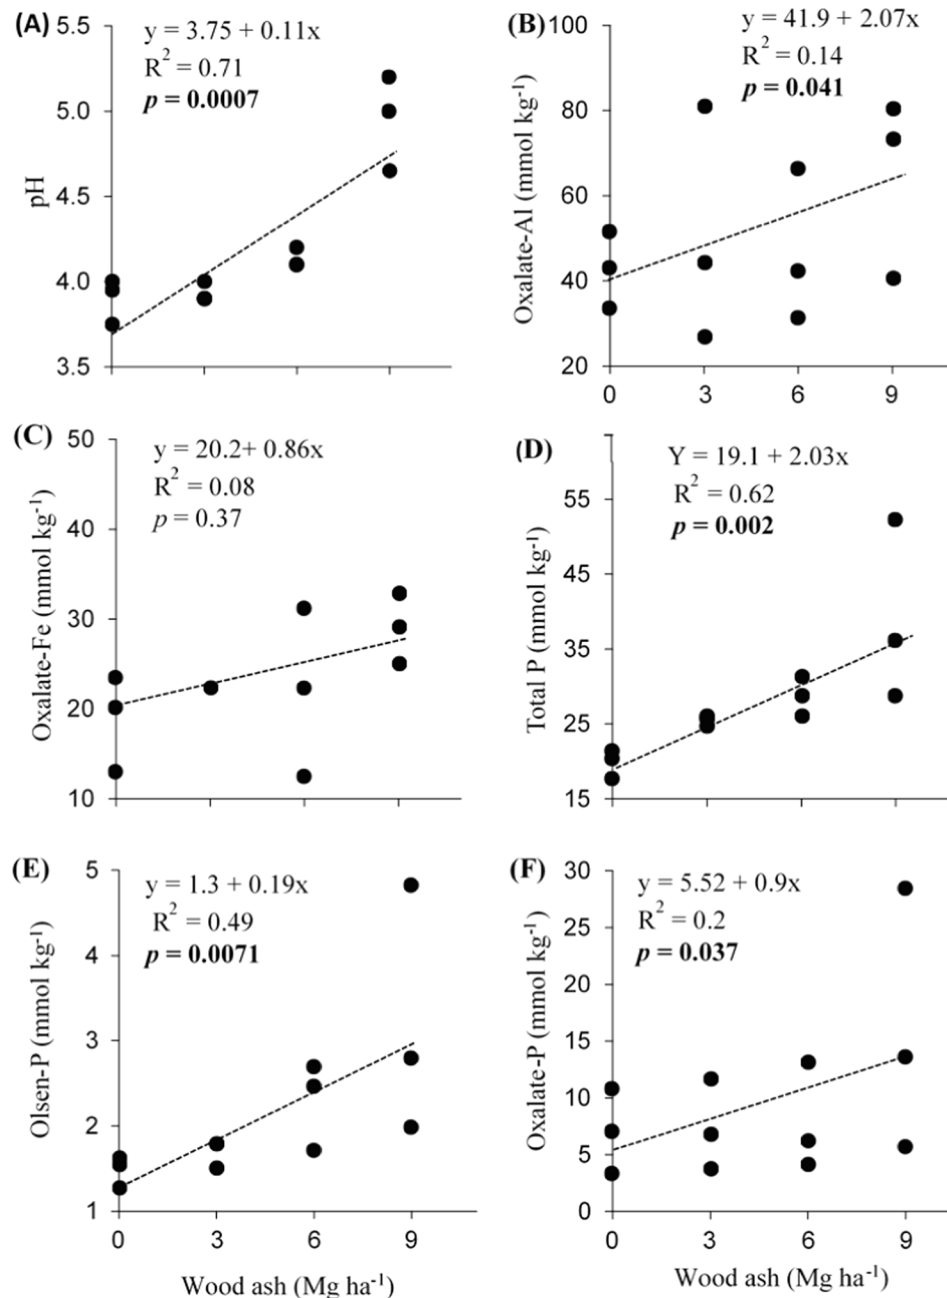 (A)
y = 3.75 + 0.11x
R² = 0.71
p = 0.0007
pH
5.5
5.0
4.5
4.0
3.5
(B)
y = 41.9 + 2.07x
R² = 0.14
p = 0.041
Oxalate-Al (mmol kg⁻¹)
100
80
60
40
20
0 3 6 9
(C)
y = 20.2+ 0.86x
R² = 0.08
p = 0.37
Oxalate-Fe (mmol kg⁻¹)
50
40
30
20
10
(D)
Y = 19.1 + 2.03x
R² = 0.62
p = 0.002
Total P (mmol kg⁻¹)
55
45
35
25
15
(E)
y = 1.3 + 0.19x
R² = 0.49
p = 0.0071
Olsen-P (mmol kg⁻¹)
5
4
3
2
1
0 3 6 9
Wood ash (Mg ha⁻¹)
(F)
y = 5.52 + 0.9x
R² = 0.2
p = 0.037
Oxalate-P (mmol kg⁻¹)
30
25
20
15
10
5
0
0 3 6 9
Wood ash (Mg ha⁻¹)